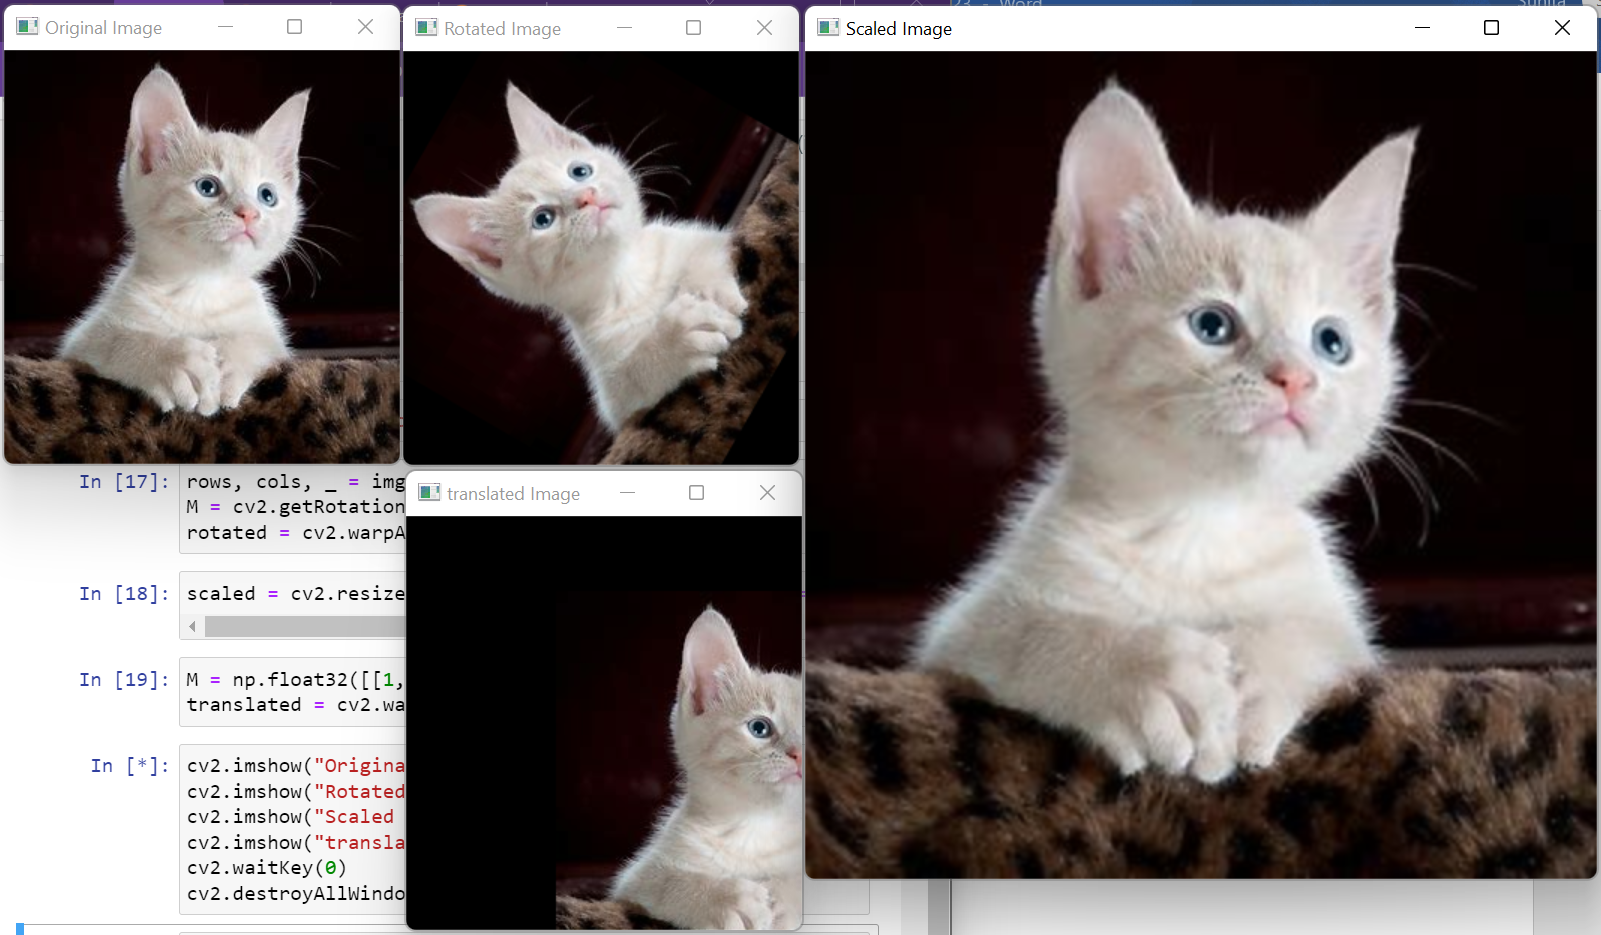 Original Image
Rotated Image
Scaled Image
23 - Word
In [17]:
rows, cols, _ = img
M = cv2.getRotation
rotated = cv2.warpA
translated Image
In [18]:
scaled = cv2.resize
In [19]:
M = np.float32([[1,
translated = cv2.wa
In [*]:
cv2.imshow("Origina
cv2.imshow("Rotated
cv2.imshow("Scaled
cv2.imshow("transla
cv2.waitKey(0)
cv2.destroyAllWindo